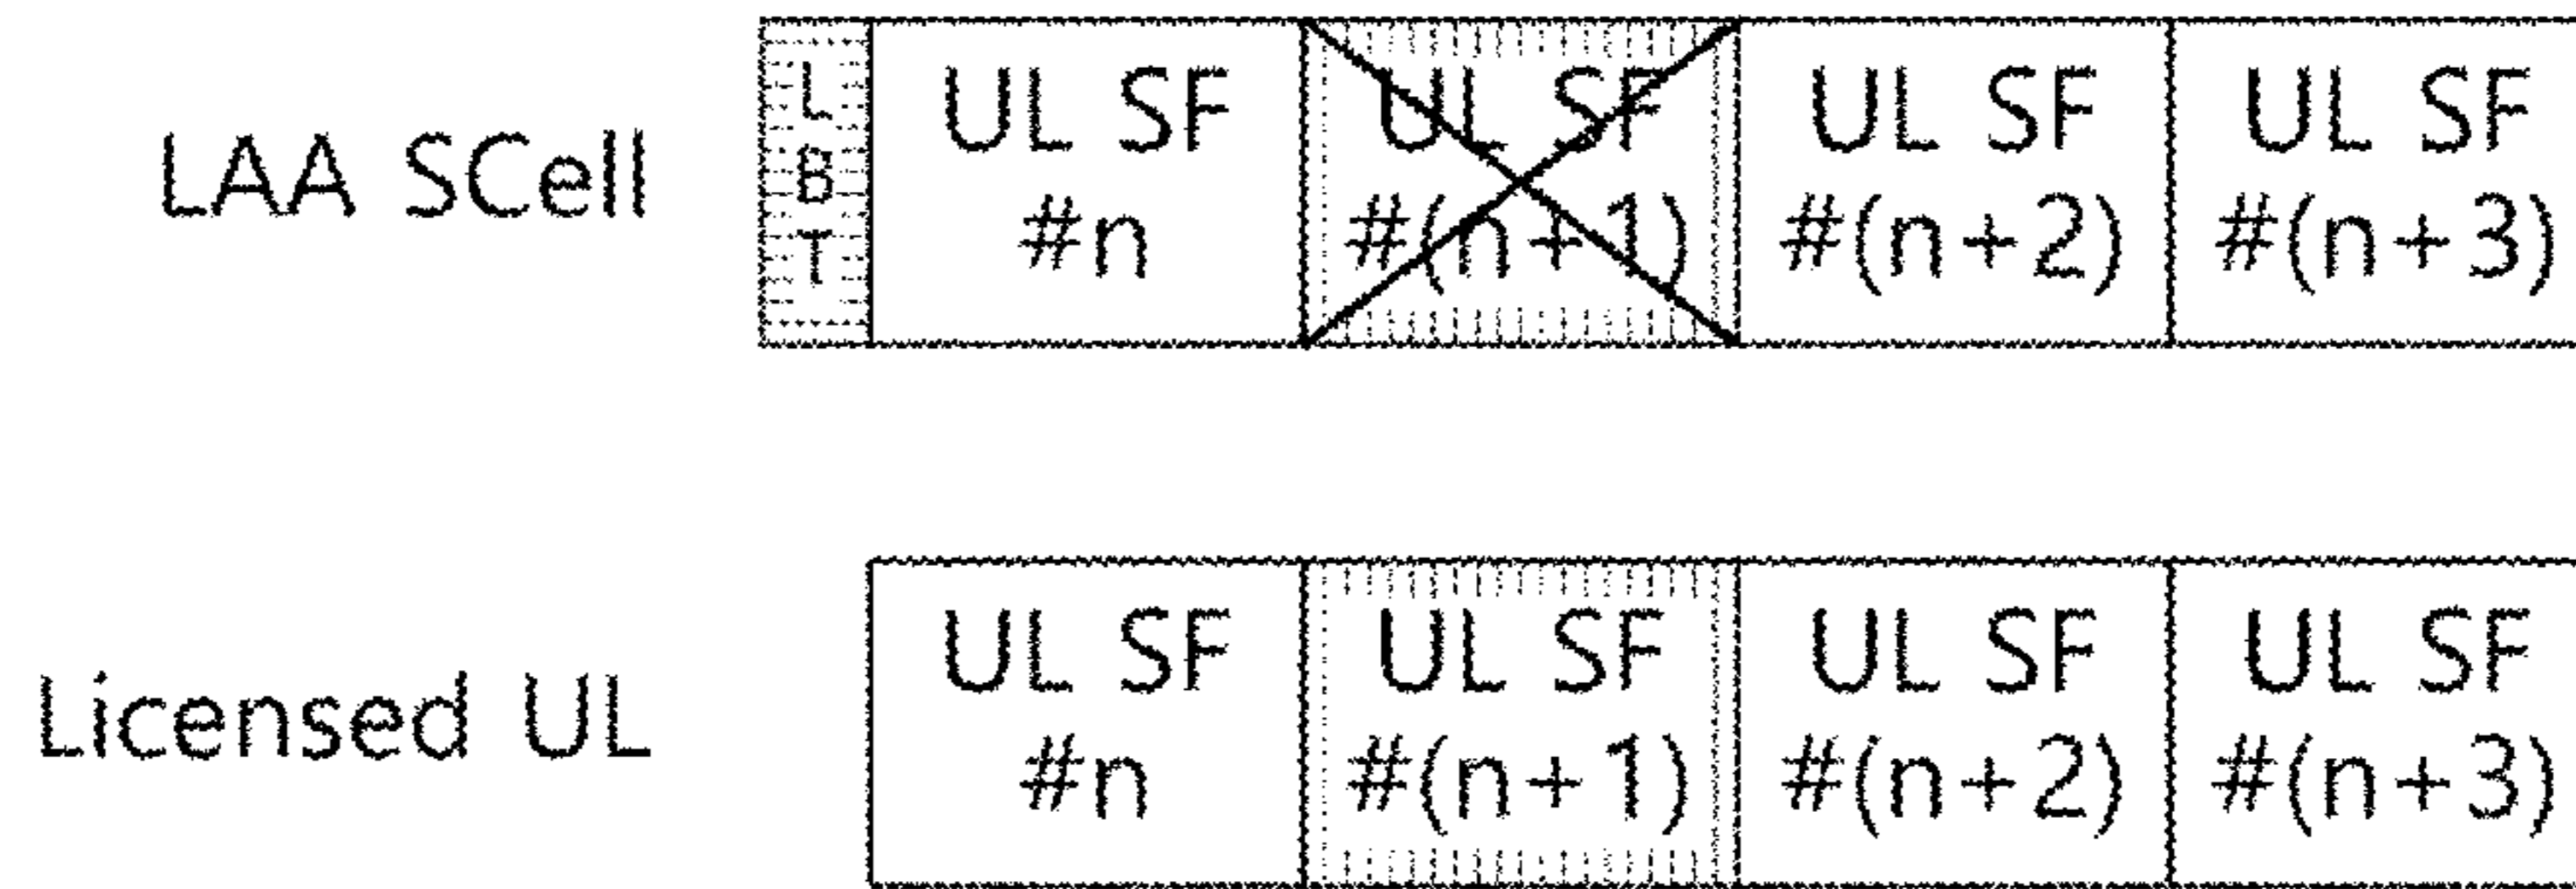 LAA SCell
LBT
UL SF
#n
UL SF
#(n+1)
UL SF
#(n+2)
UL SF
#(n+3)
Licensed UL
UL SF
#n
UL SF
#(n+1)
UL SF
#(n+2)
UL SF
#(n+3)